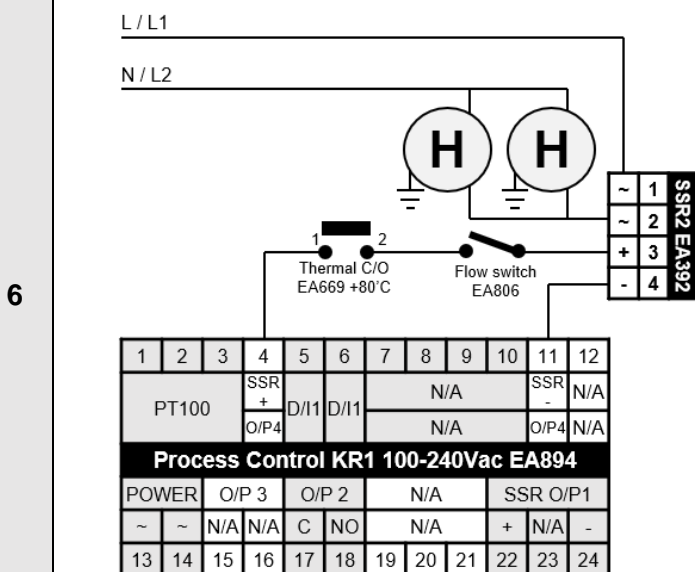 L / L1
N / L2
H H
~ 1
~ 2
+ 3
- 4
SSR2 EA392
1 2
Thermal C/O
EA669 +80°C
Flow switch
EA806
6
1 2 3 4 5 6 7 8 9 10 11 12
PT100
SSR
+
O/P4
D/I1 D/I1
N/A
N/A
SSR
-
O/P4
N/A
N/A
Process Control KR1 100-240Vac EA894
POWER O/P 3 O/P 2 N/A SSR O/P1
~ ~ N/A N/A C NO N/A + N/A -
13 14 15 16 17 18 19 20 21 22 23 24